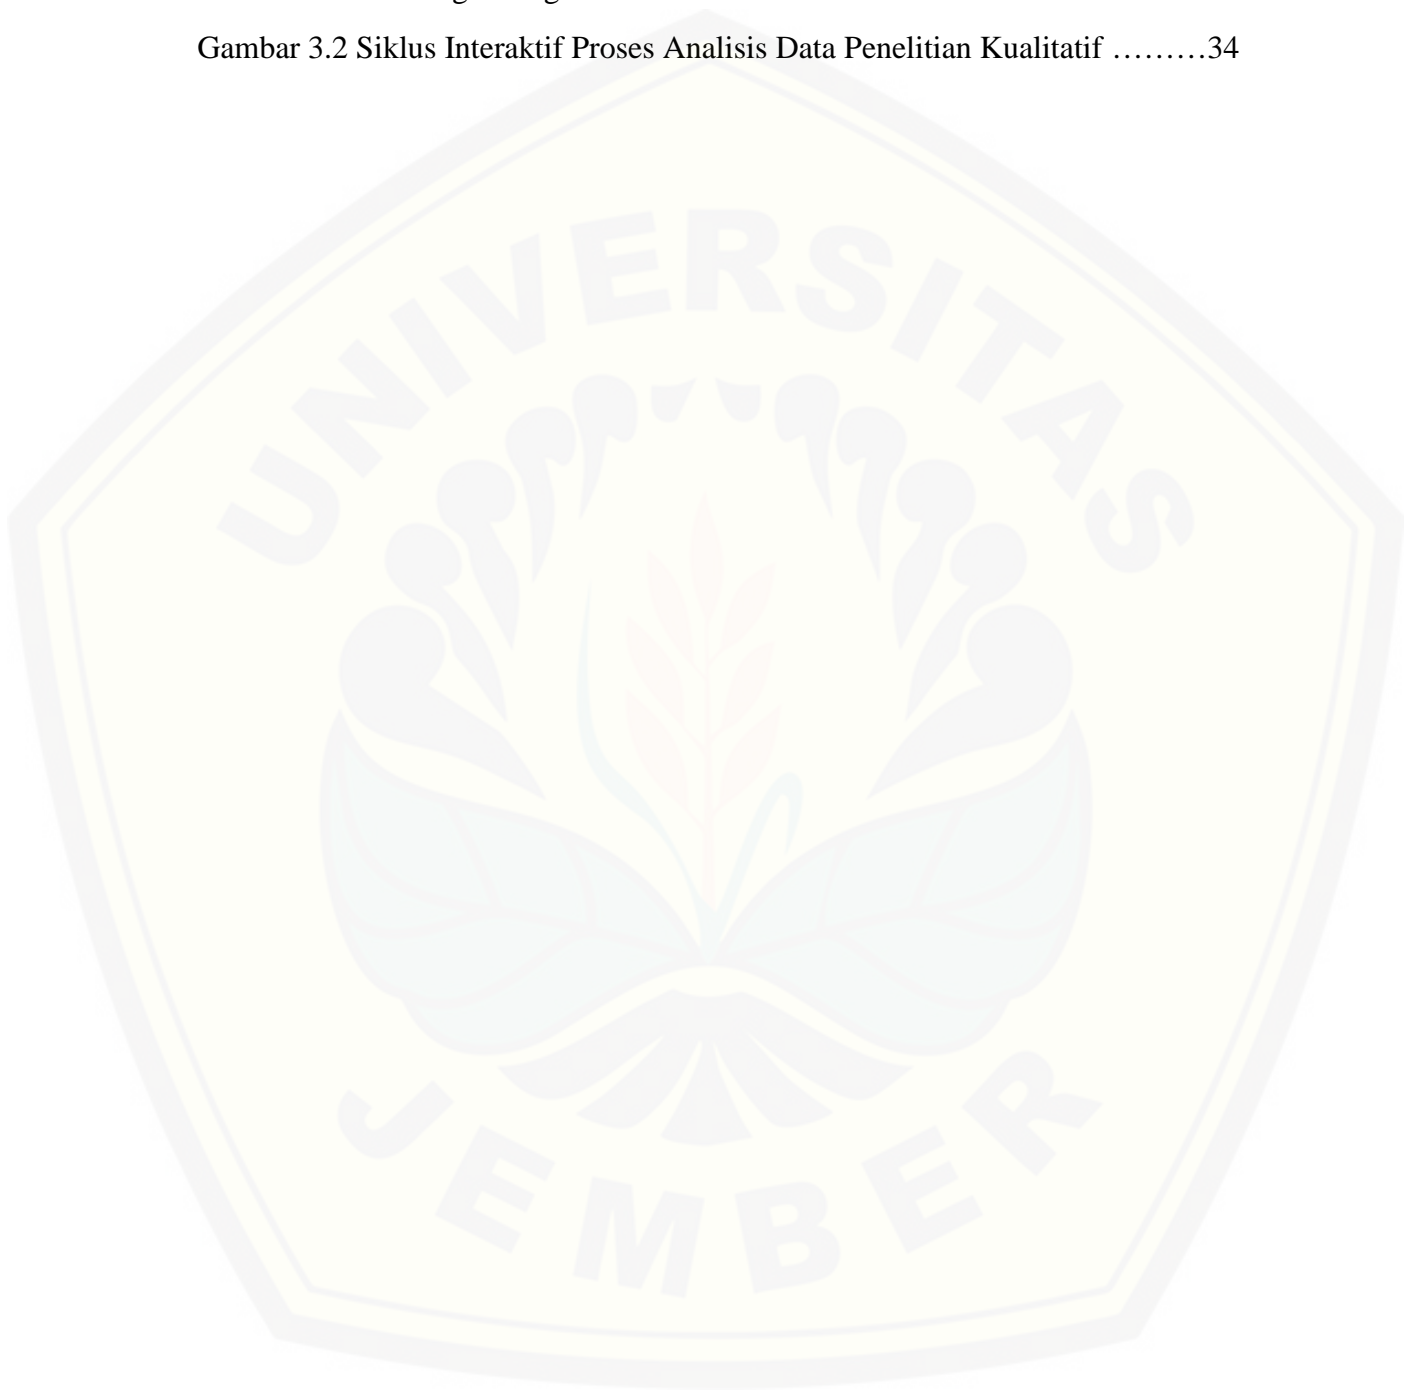 Gambar 3.2 Siklus Interaktif Proses Analisis Data Penelitian Kualitatif ………34
UNIVERSITAS
JEMBER